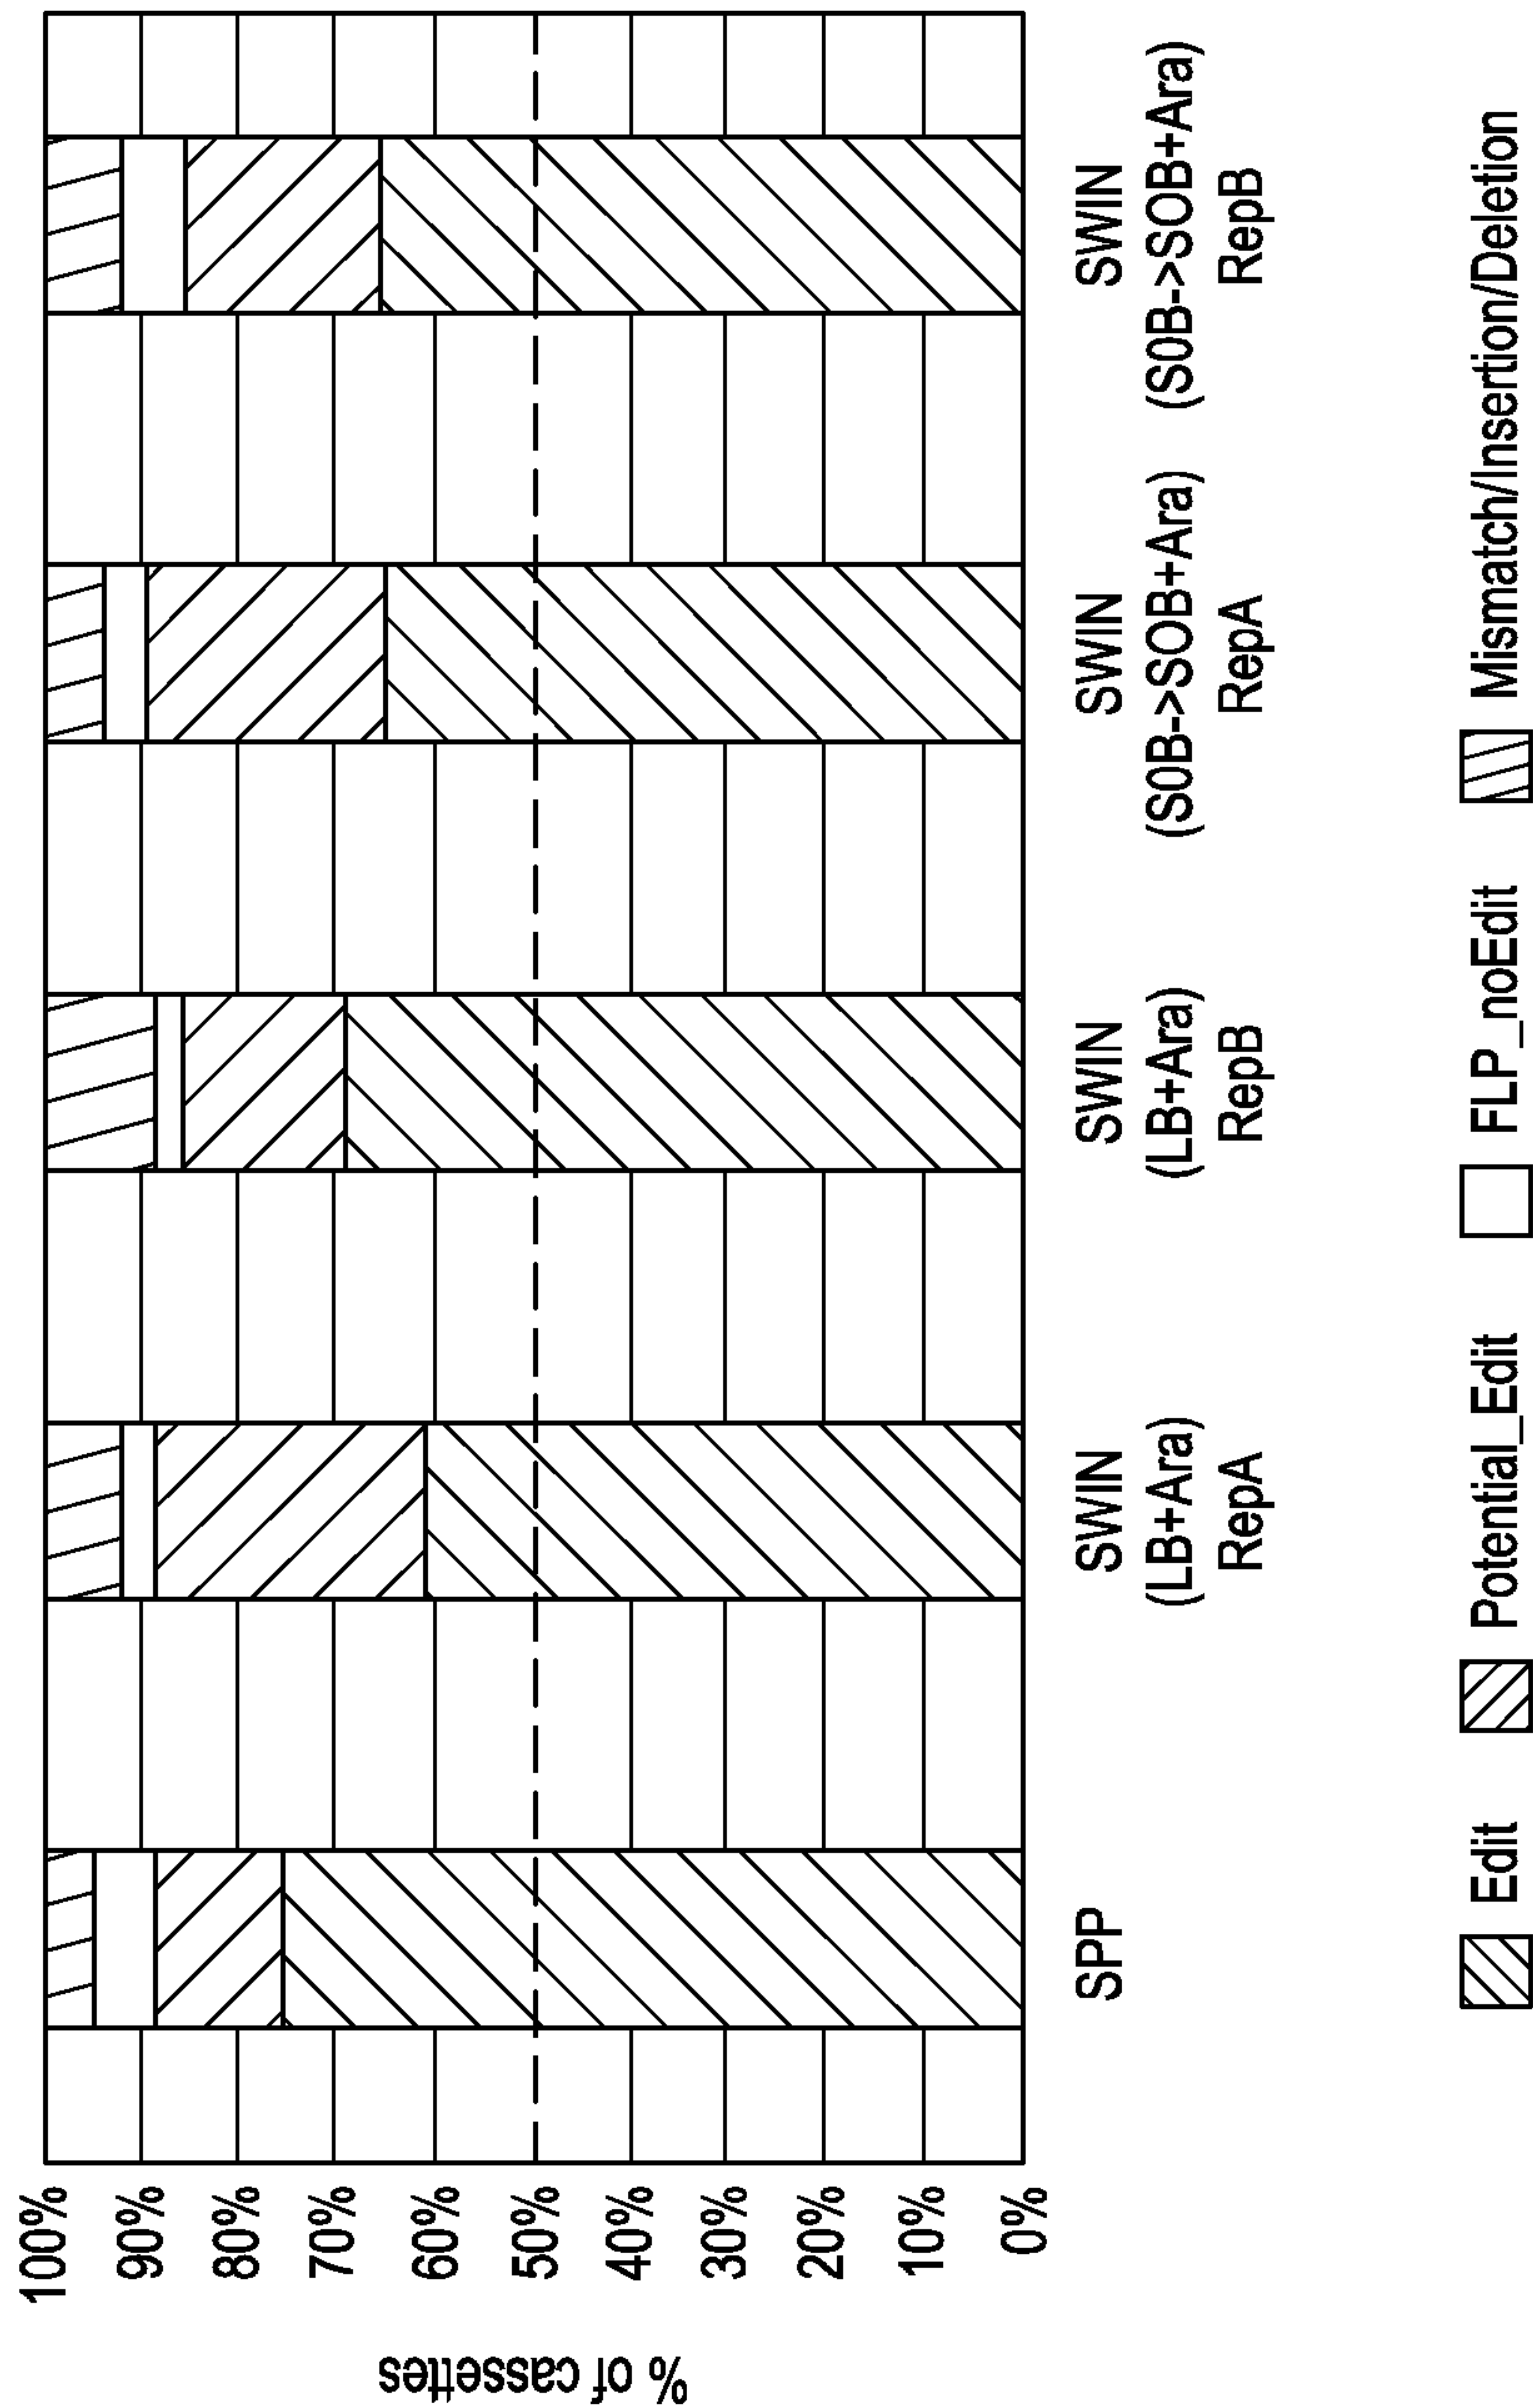 % of cassettes
100%
90%
80%
70%
60%
50%
40%
30%
20%
10%
0%
SPP
SWIN
(LB+Ara)
RepA
SWIN
(LB+Ara)
RepB
SWIN
(S0B->SOB+Ara)
RepA
SWIN
(S0B->SOB+Ara)
RepB
Edit
Potential_Edit
FLP_noEdit
Mismatch/Insertion/Deletion